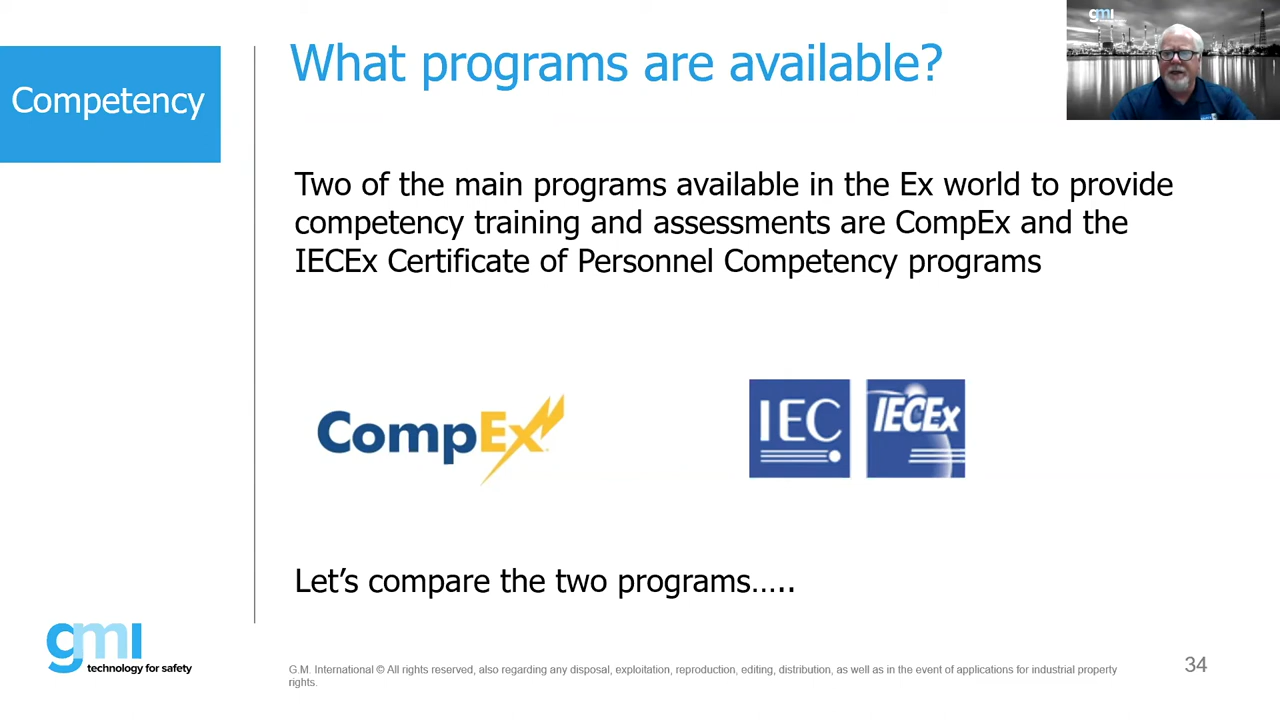 gmi
What programs are available?
Competency
Two of the main programs available in the Ex world to provide
competency training and assessments are CompEx and the
IECEx Certificate of Personnel Competency programs
CompEx
IEC
IECEx
Let’s compare the two programs…..
gmi
technology for safety
G.M. International © All rights reserved, also regarding any disposal, exploitation, reproduction, editing, distribution, as well as in the event of applications for industrial property
rights.
34